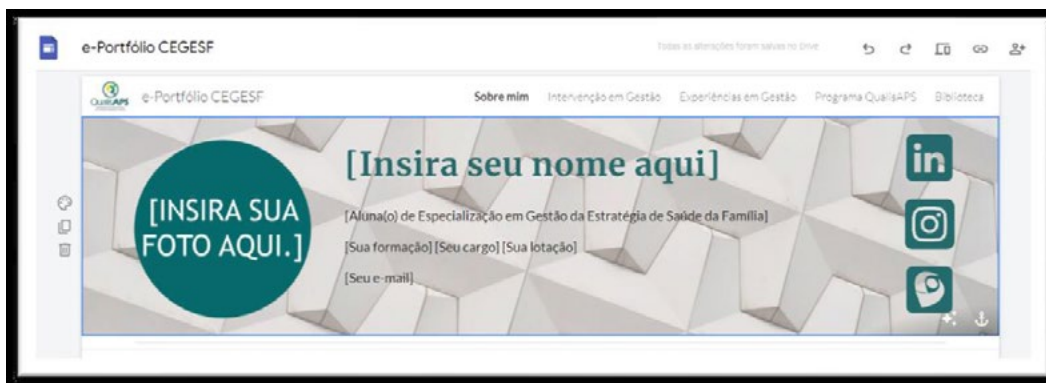 e-Portfólio CEGESF
Todas as alterações foram salvas no Drive
QualisAPS e-Portfólio CEGESF Sobre mim Intervenção em Gestão Experiências em Gestão Programa QualisAPS Biblioteca
[Insira seu nome aqui]
[INSIRA SUA
FOTO AQUI.]
[Aluna(o) de Especialização em Gestão da Estratégia de Saúde da Família]
[Sua formação] [Seu cargo] [Sua lotação]
[Seu e-mail]
in